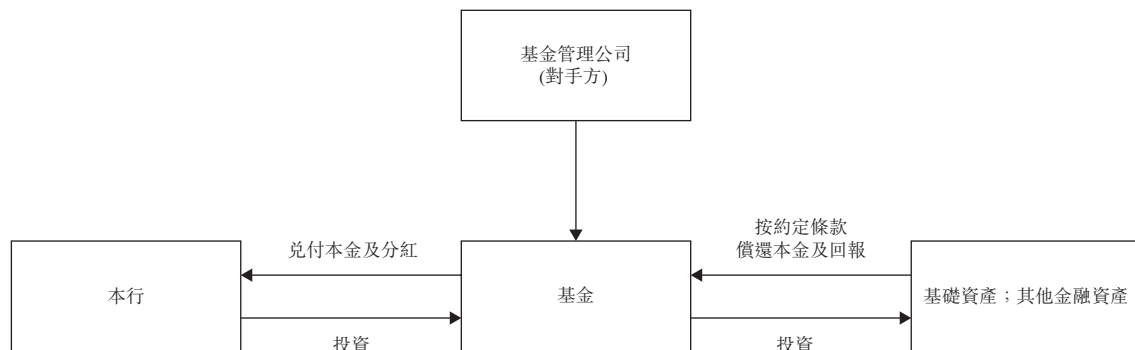 基金管理公司
(對手方)
兑付本金及分紅
按約定條款
償還本金及回報
本行
基金
基礎資產；其他金融資產
投資
投資